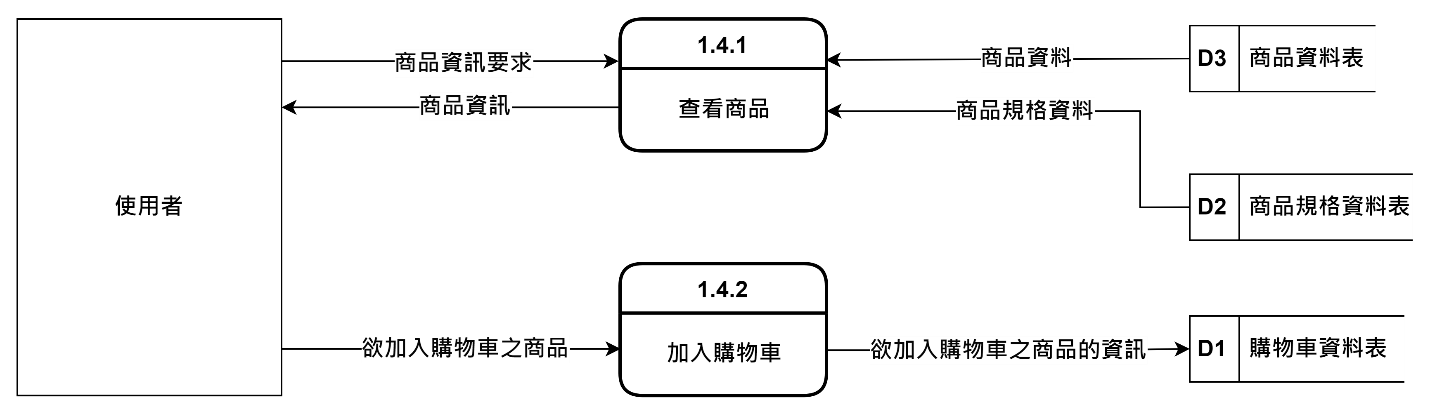 1.4.1
商品資訊要求
商品資料
D3
商品資料表
商品資訊
查看商品
商品規格資料
使用者
D2
商品規格資料表
1.4.2
欲加入購物車之商品
加入購物車
欲加入購物車之商品的資訊
D1
購物車資料表